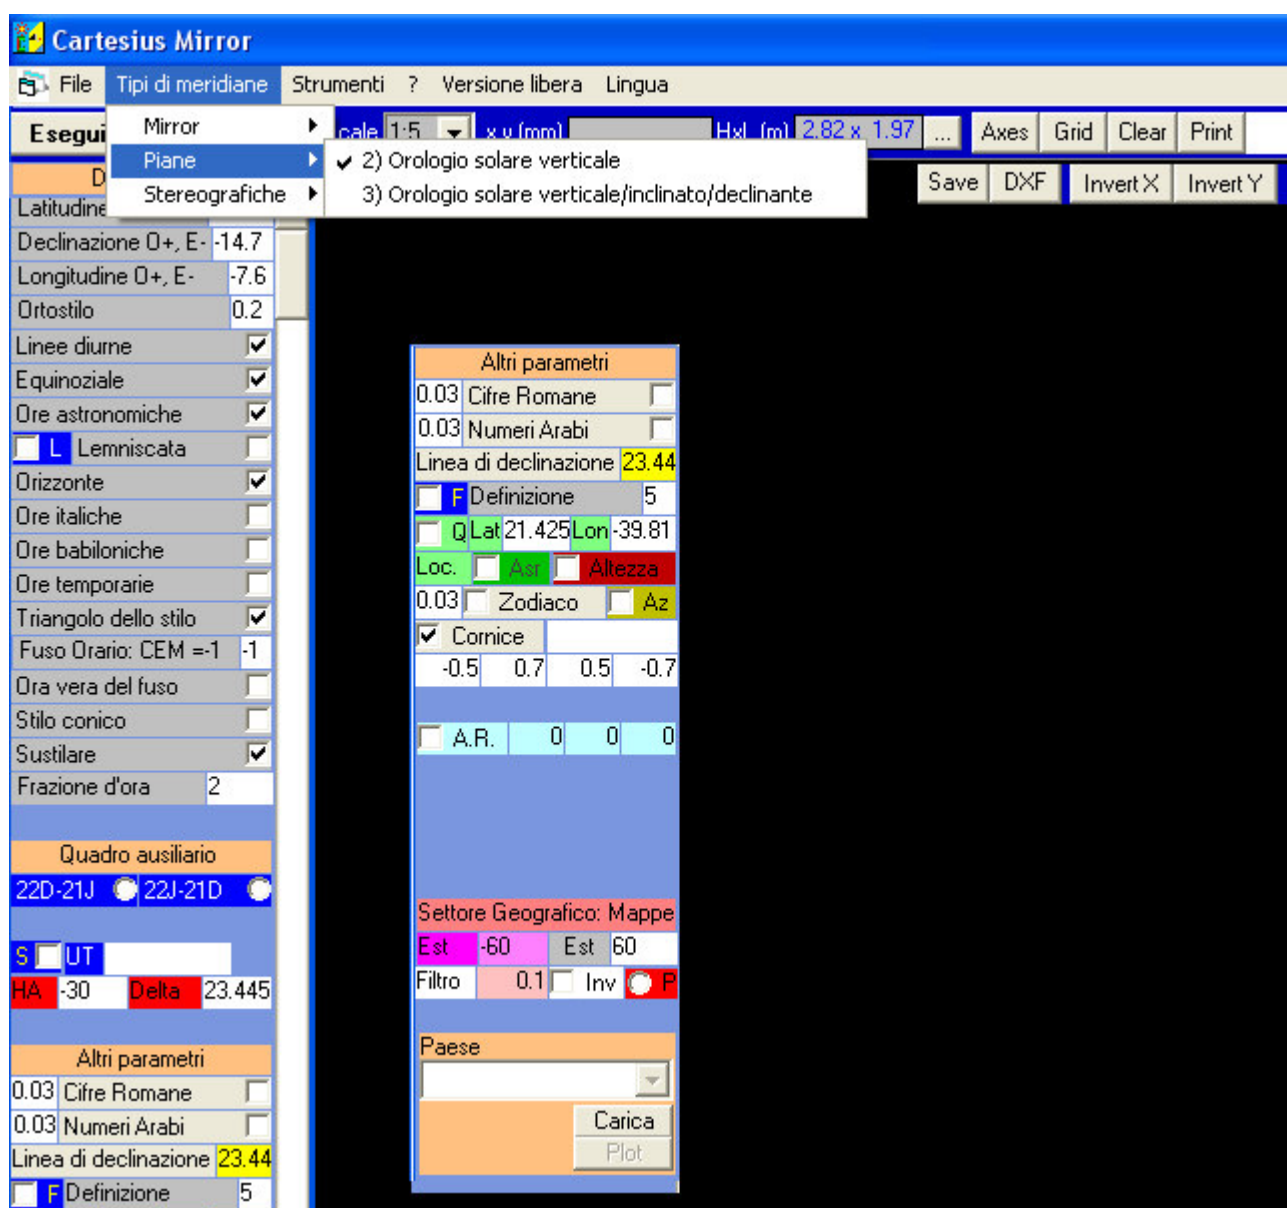 Cartesius Mirror
File Tipi di meridiane Strumenti ? Versione libera Lingua
Esegui cale 1:5 x,y (mm) HxL (m) 2.82 x 1.97 ... Axes Grid Clear Print
Mirror
Piane
Stereografiche
2) Orologio solare verticale
3) Orologio solare verticale/inclinato/declinante
Save DXF Invert X Invert Y
D
Latitudine
Declinazione O+, E- -14.7
Longitudine O+, E- -7.6
Ortostilo 0.2
Linee diurne
Equinoziale
Ore astronomiche
L Lemniscata
Orizzonte
Ore italiche
Ore babiloniche
Ore temporarie
Triangolo dello stilo
Fuso Orario: CEM =-1 -1
Ora vera del fuso
Stilo conico
Sustilare
Frazione d'ora 2
Quadro ausiliario
22D-21J 22J-21D
S UT
HA -30 Delta 23.445
Altri parametri
0.03 Cifre Romane
0.03 Numeri Arabi
Linea di declinazione 23.44
F Definizione 5
Altri parametri
0.03 Cifre Romane
0.03 Numeri Arabi
Linea di declinazione 23.44
F Definizione 5
Q Lat 21.425 Lon -39.81
Loc. Asr Altezza
0.03 Zodiaco Az
Cornice
-0.5 0.7 0.5 -0.7
A.R. 0 0 0
Settore Geografico: Mappe
Est -60 Est 60
Filtro 0.1 Inv P
Paese
Carica
Plot